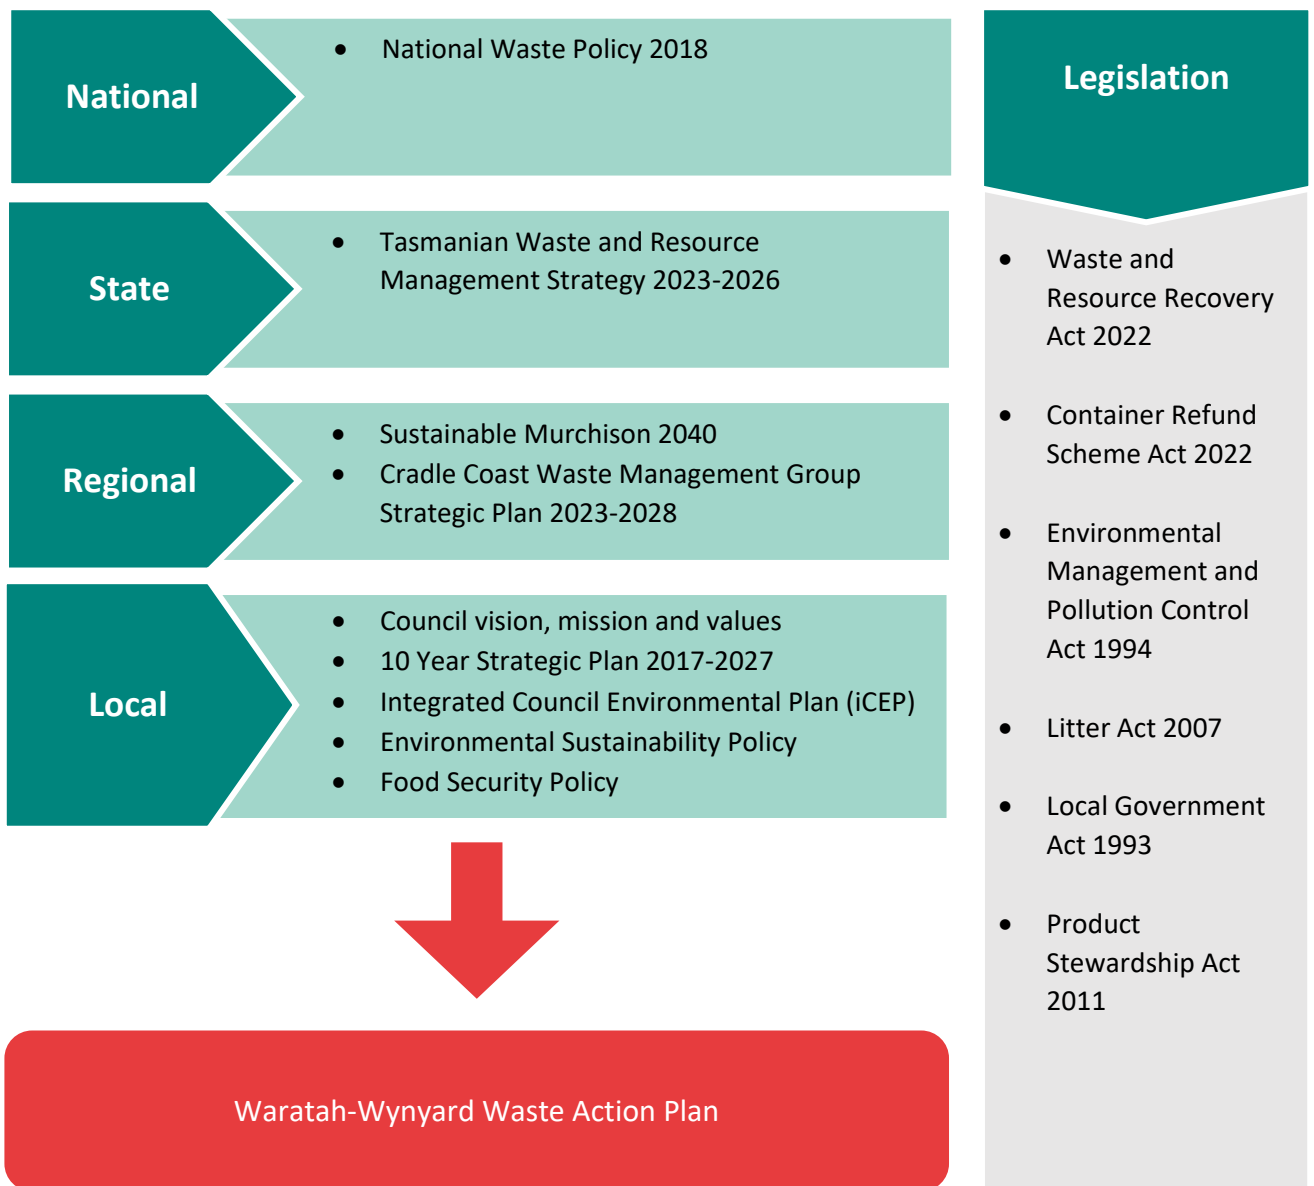 National
• National Waste Policy 2018
State
• Tasmanian Waste and Resource
Management Strategy 2023-2026
Regional
• Sustainable Murchison 2040
• Cradle Coast Waste Management Group
Strategic Plan 2023-2028
Local
• Council vision, mission and values
• 10 Year Strategic Plan 2017-2027
• Integrated Council Environmental Plan (iCEP)
• Environmental Sustainability Policy
• Food Security Policy
Waratah-Wynyard Waste Action Plan
Legislation
• Waste and
Resource Recovery
Act 2022
• Container Refund
Scheme Act 2022
• Environmental
Management and
Pollution Control
Act 1994
• Litter Act 2007
• Local Government
Act 1993
• Product
Stewardship Act
2011